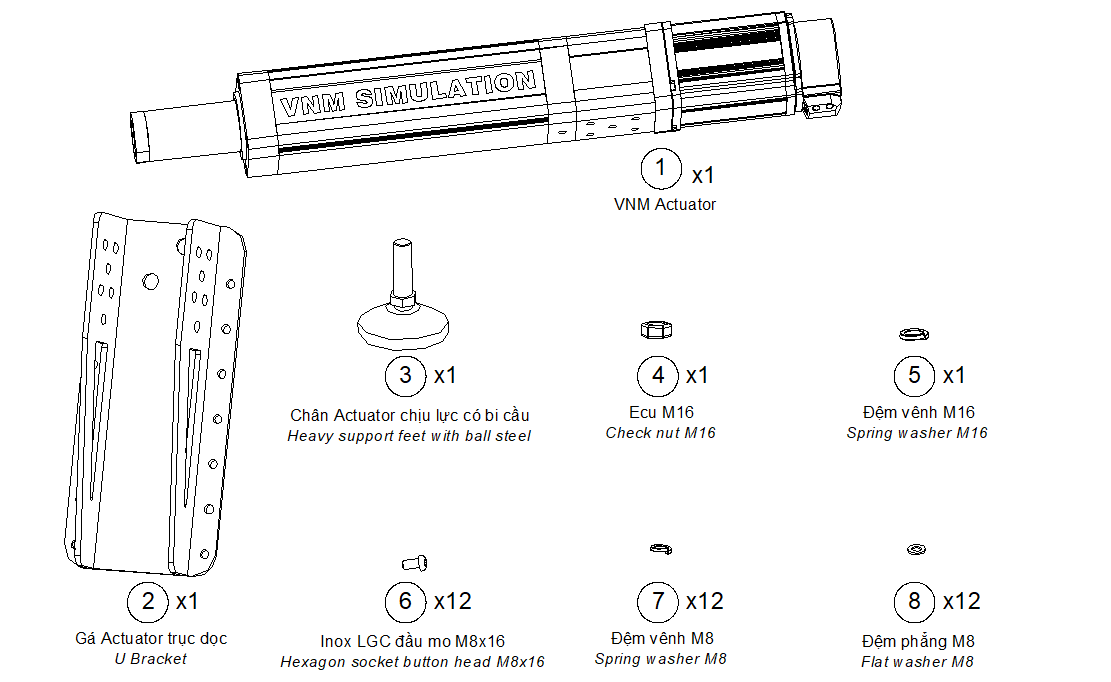 VNM SIMULATION
1 x1
VNM Actuator
3 x1
4 x1
5 x1
Chân Actuator chịu lực có bi cầu
Heavy support feet with ball steel
Ecu M16
Check nut M16
Đệm vênh M16
Spring washer M16
2 x1
6 x12
7 x12
8 x12
Gá Actuator trục dọc
U Bracket
Inox LGC đầu mo M8x16
Hexagon socket button head M8x16
Đệm vênh M8
Spring washer M8
Đệm phẳng M8
Flat washer M8